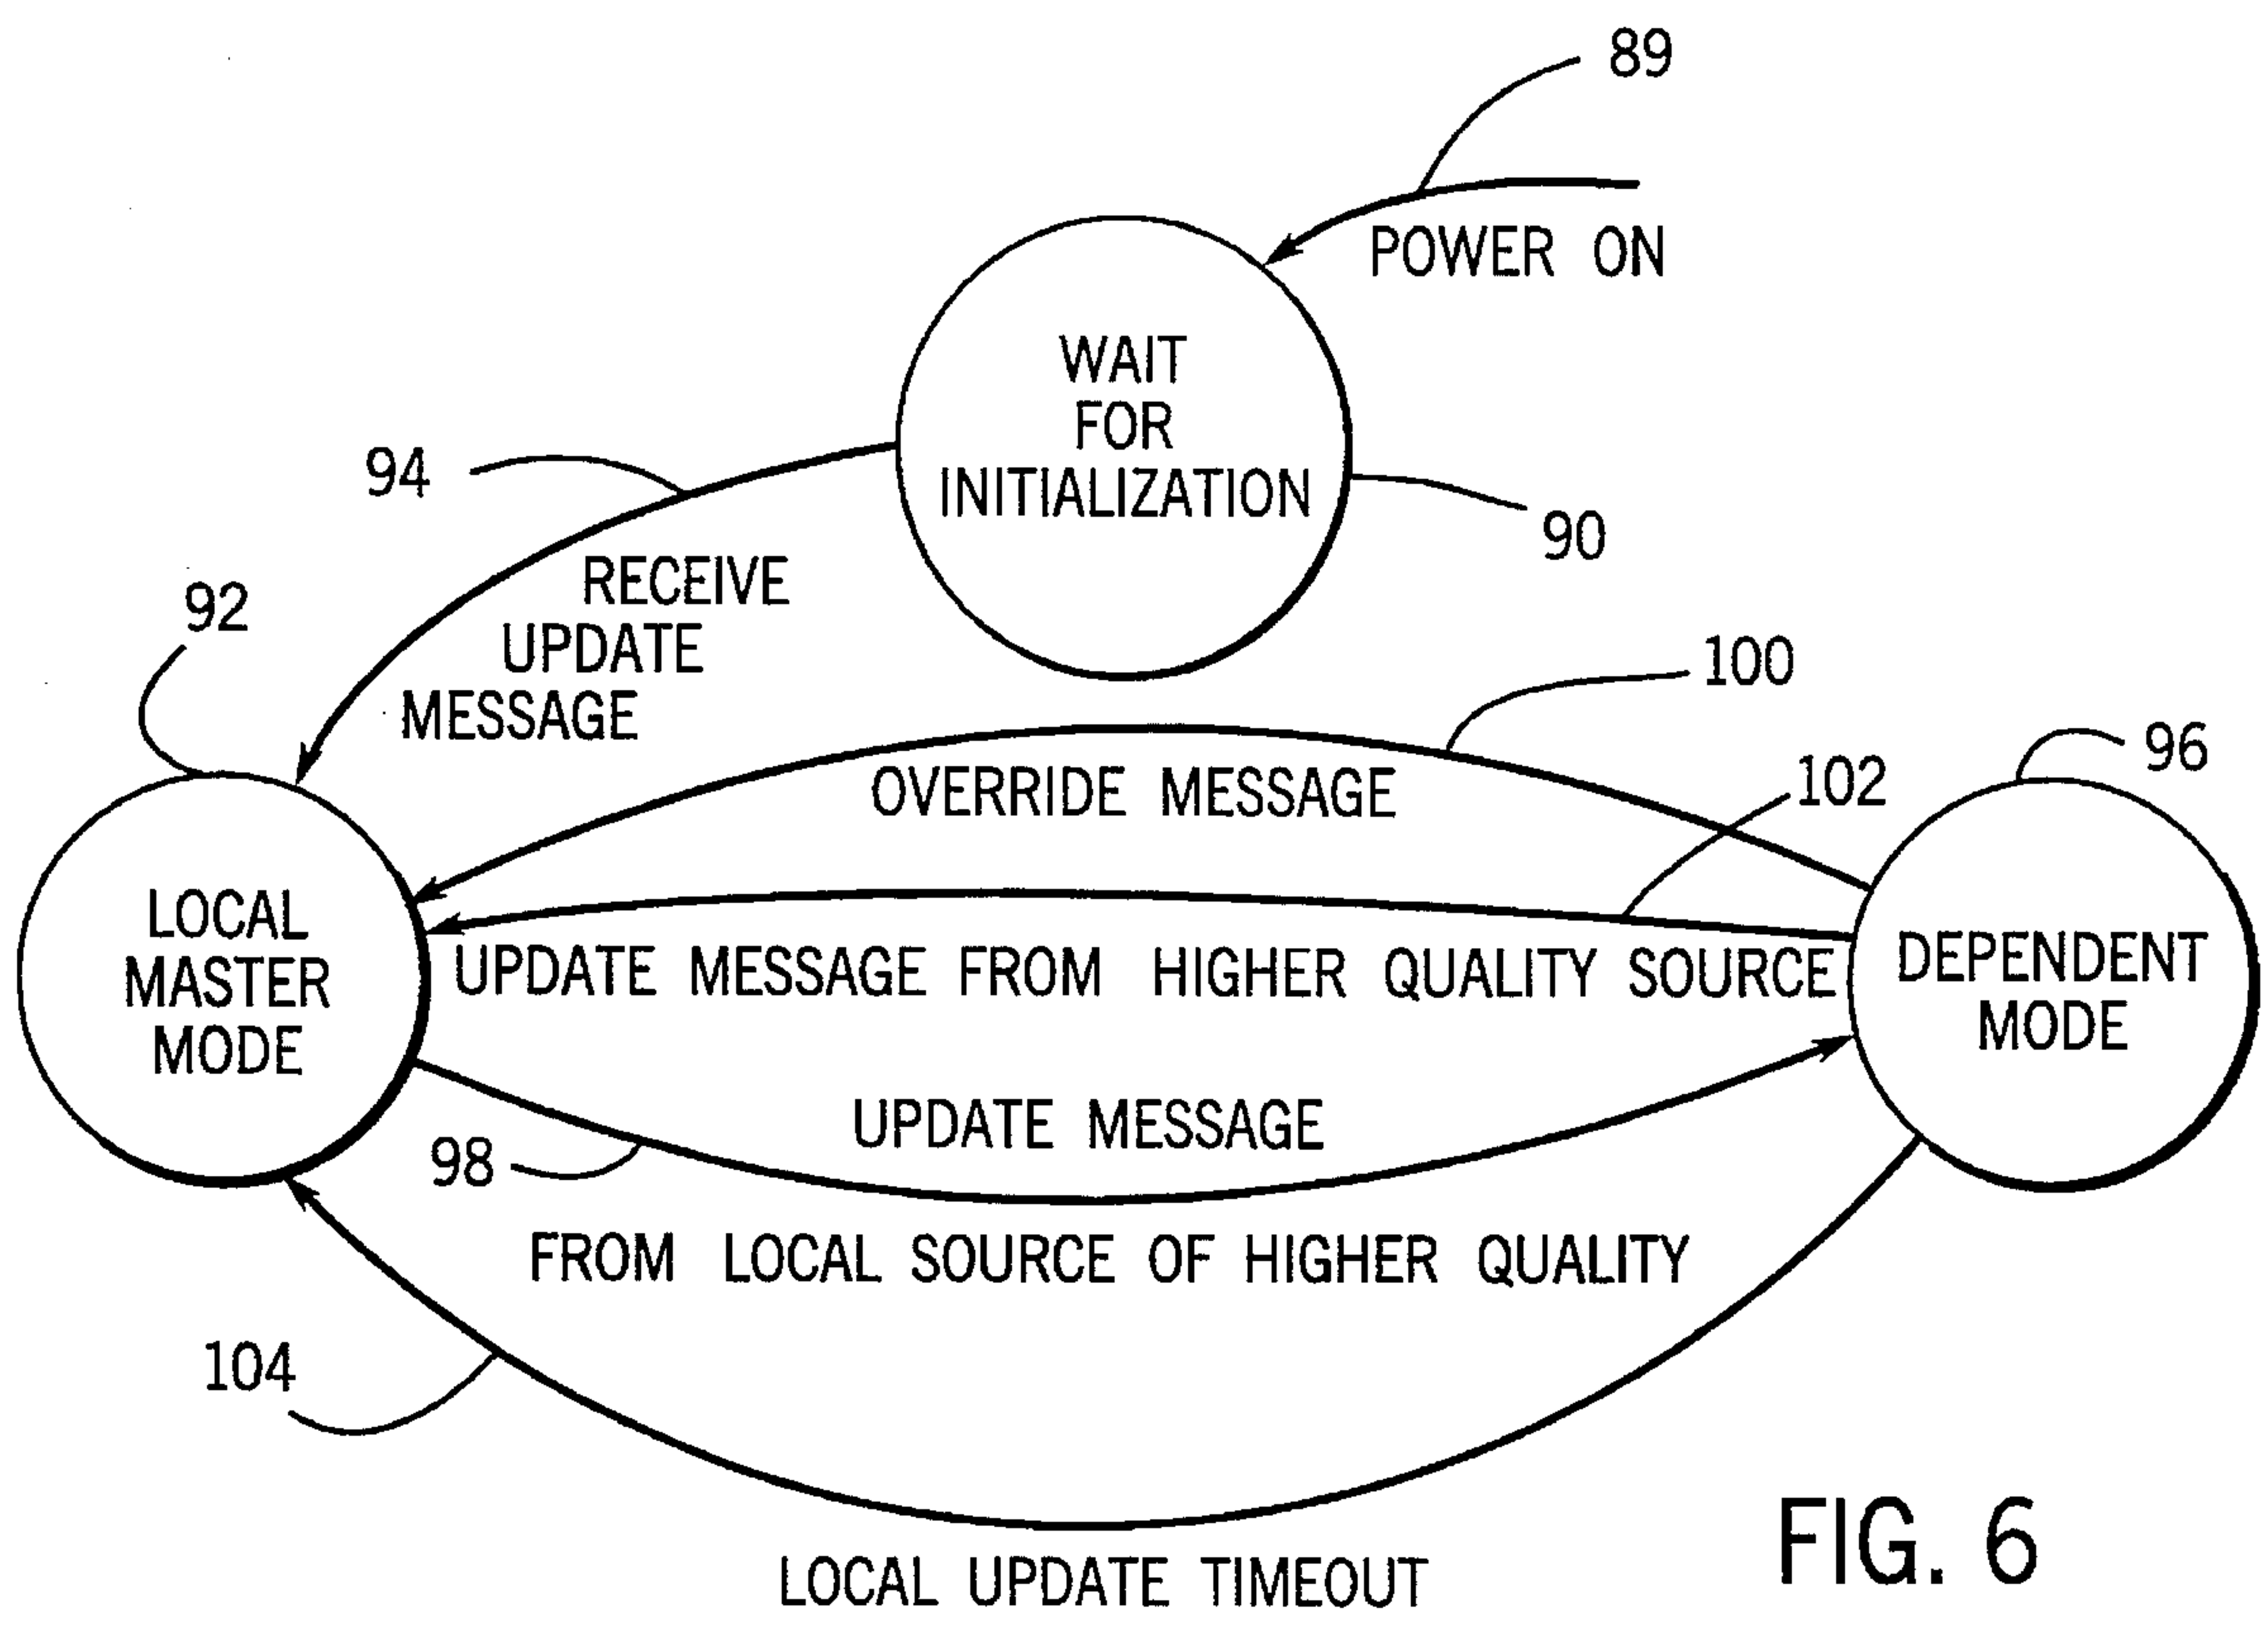 89
POWER ON
WAIT
FOR
INITIALIZATION
90
94
RECEIVE
UPDATE
MESSAGE
92
100
OVERRIDE MESSAGE
102
96
LOCAL
MASTER
MODE
UPDATE MESSAGE FROM HIGHER QUALITY SOURCE
DEPENDENT
MODE
UPDATE MESSAGE
98
FROM LOCAL SOURCE OF HIGHER QUALITY
104
LOCAL UPDATE TIMEOUT
FIG. 6